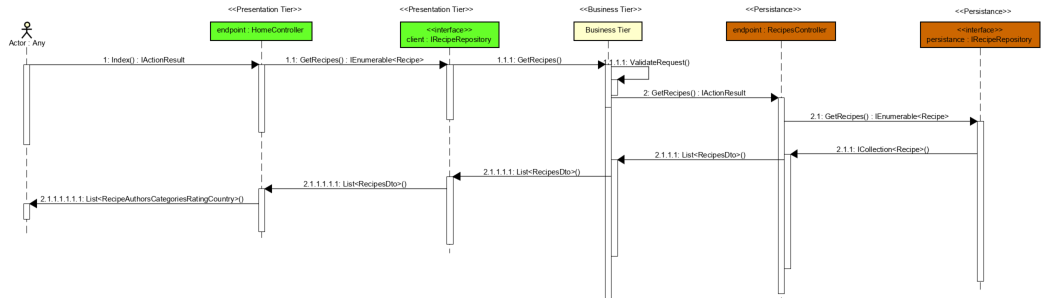 <<Presentation Tier>>
<<Presentation Tier>>
<<Business Tier>>
<<Persistance>>
<<Persistance>>
Actor : Any
endpoint : HomeController
<<interface>>
client : IRecipeRepository
Business Tier
endpoint : RecipesController
<<interface>>
persistance : IRecipeRepository
1: Index() : IActionResult
1.1: GetRecipes() : IEnumerable<Recipe>
1.1.1: GetRecipes()
1.1.1.1: ValidateRequest()
2: GetRecipes() : IActionResult
2.1: GetRecipes() : IEnumerable<Recipe>
2.1.1: ICollection<Recipe>()
2.1.1.1: List<RecipesDto>()
2.1.1.1.1: List<RecipesDto>()
2.1.1.1.1.1: List<RecipesDto>()
2.1.1.1.1.1.1: List<RecipeAuthorsCategoriesRatingCountry>()